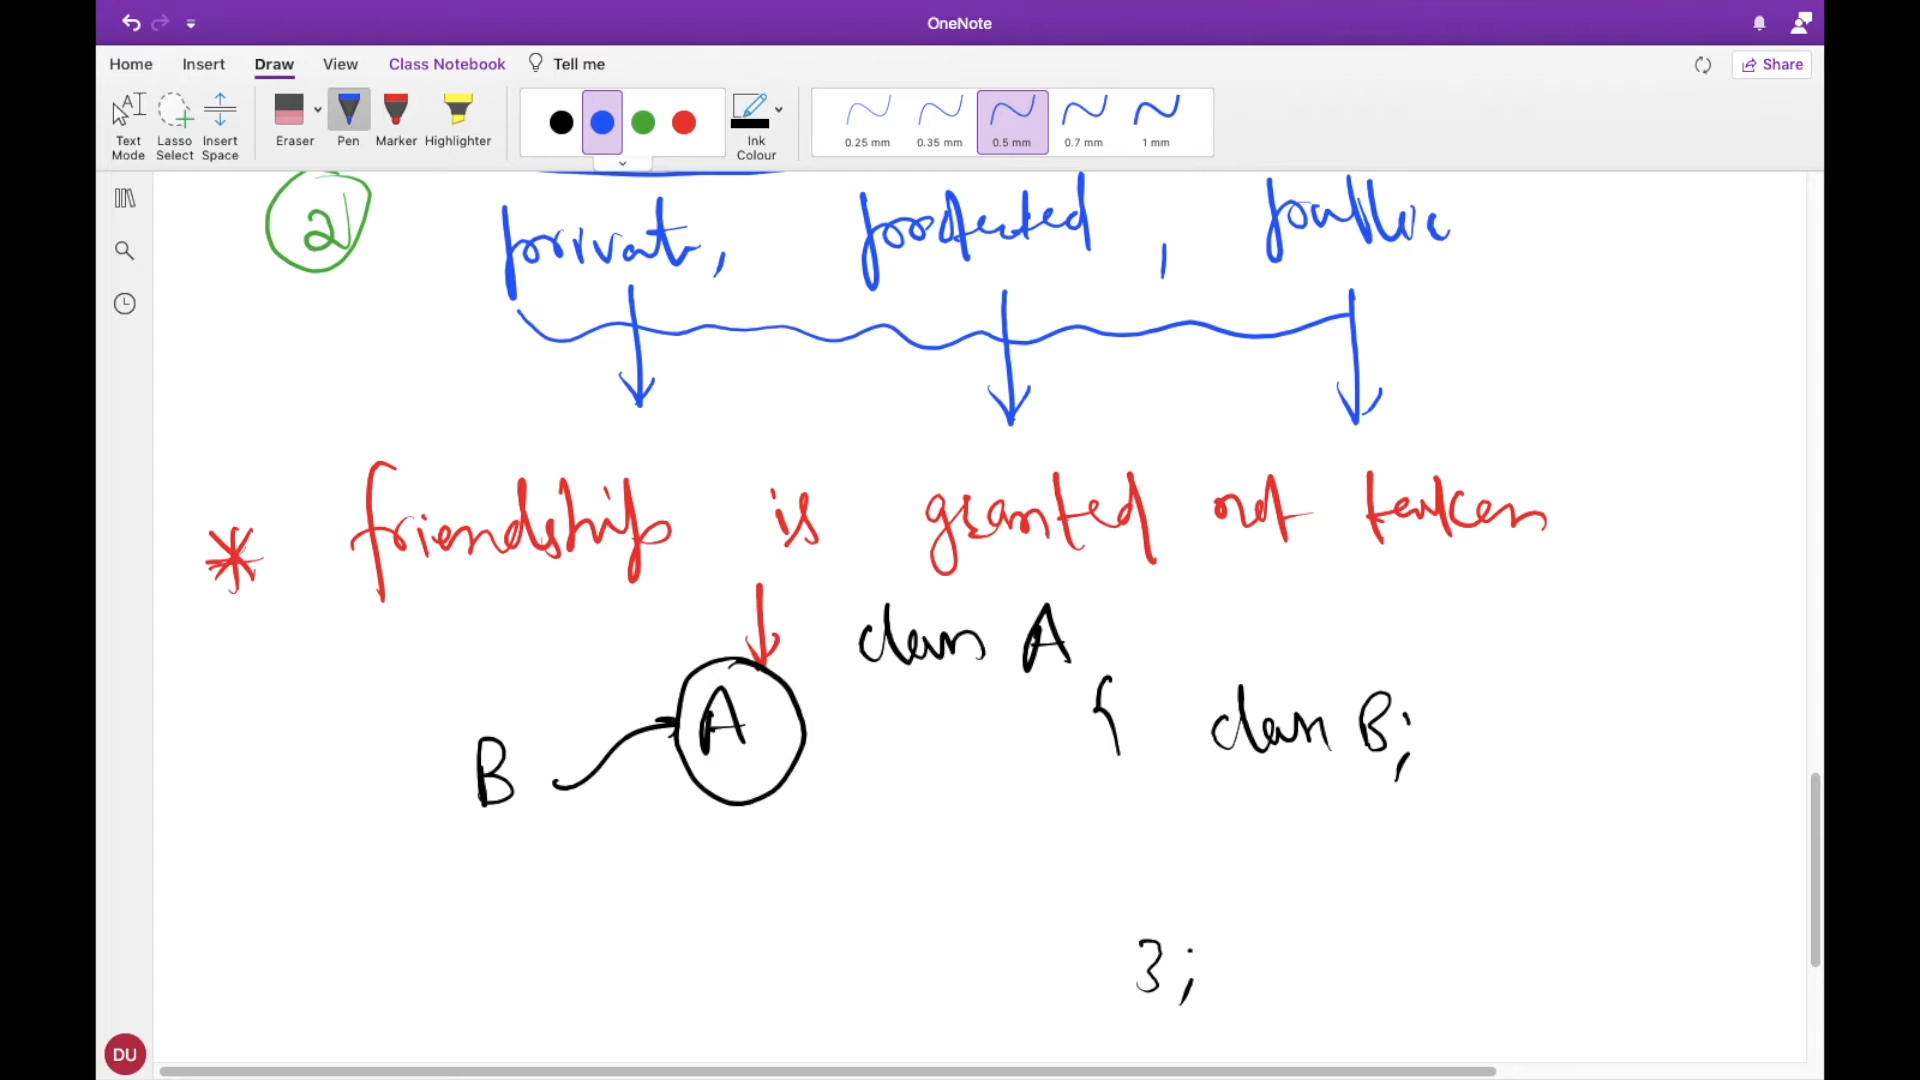 OneNote
Home Insert Draw View Class Notebook Tell me Share
Text Mode Lasso Select Insert Space Eraser Pen Marker Highlighter Ink Colour 0.25 mm 0.35 mm 0.5 mm 0.7 mm 1 mm
2
private, protected, public
* friendship is granted not taken
class A
{ class B;
B A
};
DU